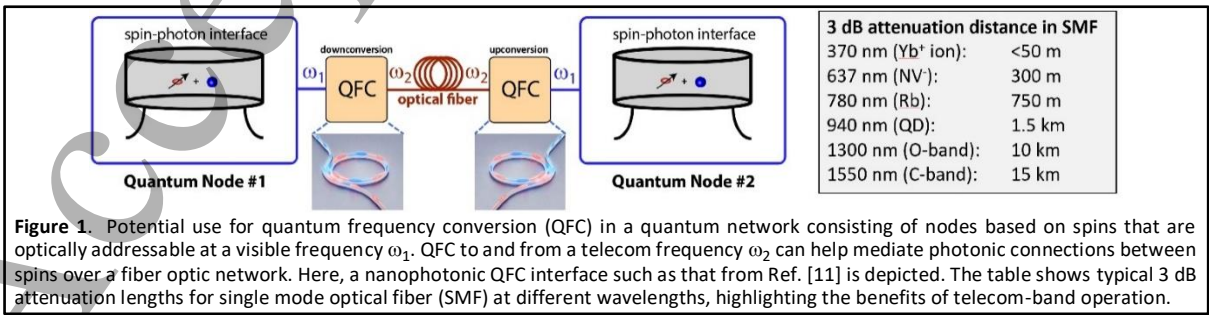 spin-photon interface
downconversion
upconversion
spin-photon interface
+
ω1
QFC
ω2
ω2
QFC
ω1
+
optical fiber
Quantum Node #1
Quantum Node #2
3 dB attenuation distance in SMF
370 nm (Yb+ ion): <50 m
637 nm (NV-): 300 m
780 nm (Rb): 750 m
940 nm (QD): 1.5 km
1300 nm (O-band): 10 km
1550 nm (C-band): 15 km
Figure 1. Potential use for quantum frequency conversion (QFC) in a quantum network consisting of nodes based on spins that are
optically addressable at a visible frequency ω1. QFC to and from a telecom frequency ω2 can help mediate photonic connections between
spins over a fiber optic network. Here, a nanophotonic QFC interface such as that from Ref. [11] is depicted. The table shows typical 3 dB
attenuation lengths for single mode optical fiber (SMF) at different wavelengths, highlighting the benefits of telecom-band operation.